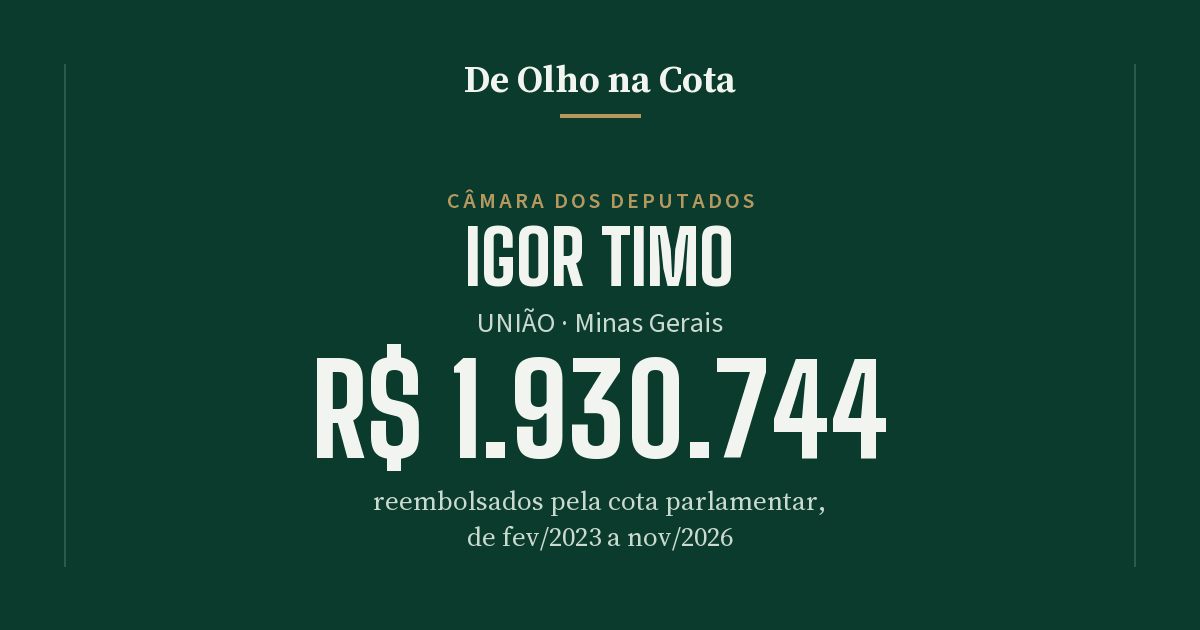 De Olho na Cota
CÂMARA DOS DEPUTADOS
IGOR TIMO
UNIÃO · Minas Gerais
R$ 1.930.744
reembolsados pela cota parlamentar,
de fev/2023 a nov/2026